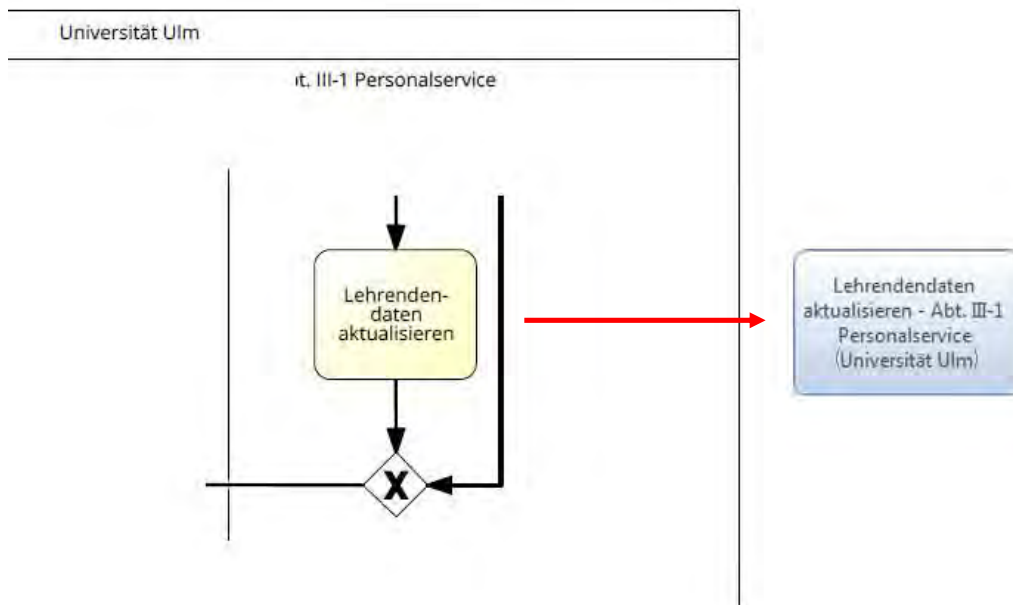 Universität Ulm
t. III-1 Personalservice
Lehrenden-
daten
aktualisieren
X
Lehrendendaten
aktualisieren - Abt. III-1
Personalservice
(Universität Ulm)